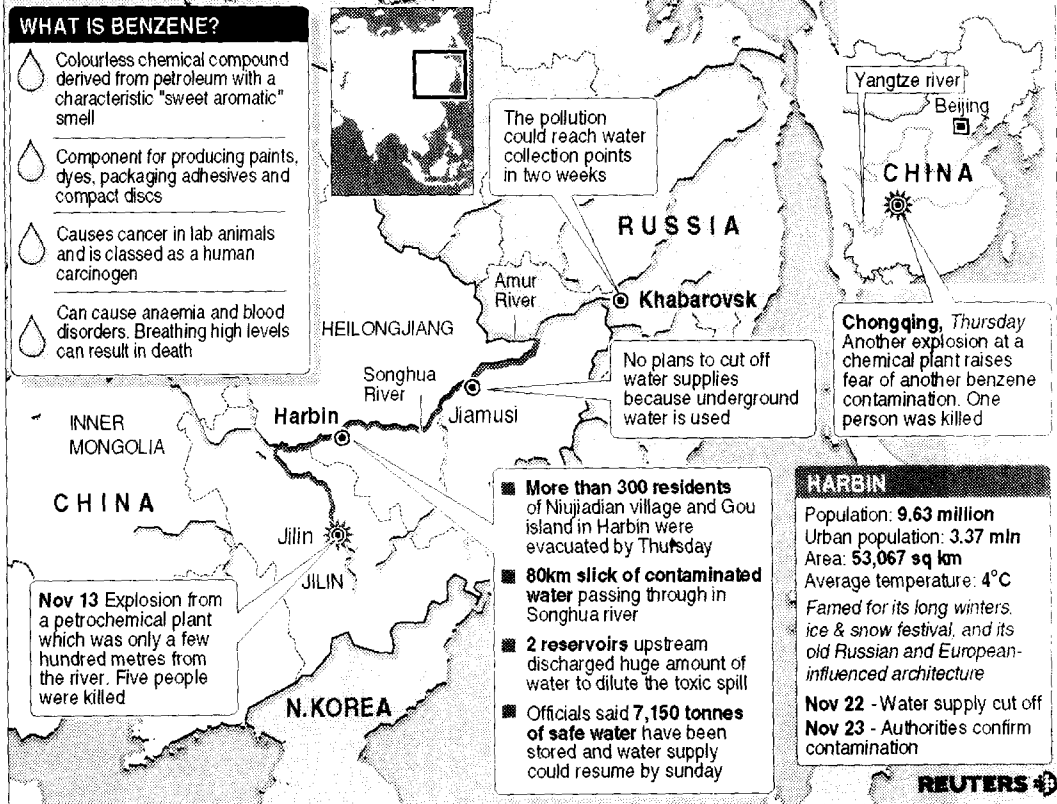 WHAT IS BENZENE?
Colourless chemical compound
derived from petroleum with a
characteristic "sweet aromatic"
smell
Component for producing paints,
dyes, packaging adhesives and
compact discs
Causes cancer in lab animals
and is classed as a human
carcinogen
Can cause anaemia and blood
disorders. Breathing high levels
can result in death
The pollution
could reach water
collection points
in two weeks
Yangtze river
Beijing
CHINA
RUSSIA
Amur
River
Khabarovsk
HEILONGJIANG
Chongqing, Thursday
Another explosion at a
chemical plant raises
fear of another benzene
contamination. One
person was killed
No plans to cut off
water supplies
because underground
water is used
Songhua
River
Jiamusi
Harbin
INNER
MONGOLIA
CHINA
Jilin
JILIN
Nov 13 Explosion from
a petrochemical plant
which was only a few
hundred metres from
the river. Five people
were killed
N.KOREA
More than 300 residents
of Niujiadian village and Gou
island in Harbin were
evacuated by Thursday
80km slick of contaminated
water passing through in
Songhua river
2 reservoirs upstream
discharged huge amount of
water to dilute the toxic spill
Officials said 7,150 tonnes
of safe water have been
stored and water supply
could resume by sunday
HARBIN
Population: 9.63 million
Urban population: 3.37 mln
Area: 53,067 sq km
Average temperature: 4°C
Famed for its long winters,
ice & snow festival, and its
old Russian and European-
influenced architecture
Nov 22 - Water supply cut off
Nov 23 - Authorities confirm
contamination
REUTERS